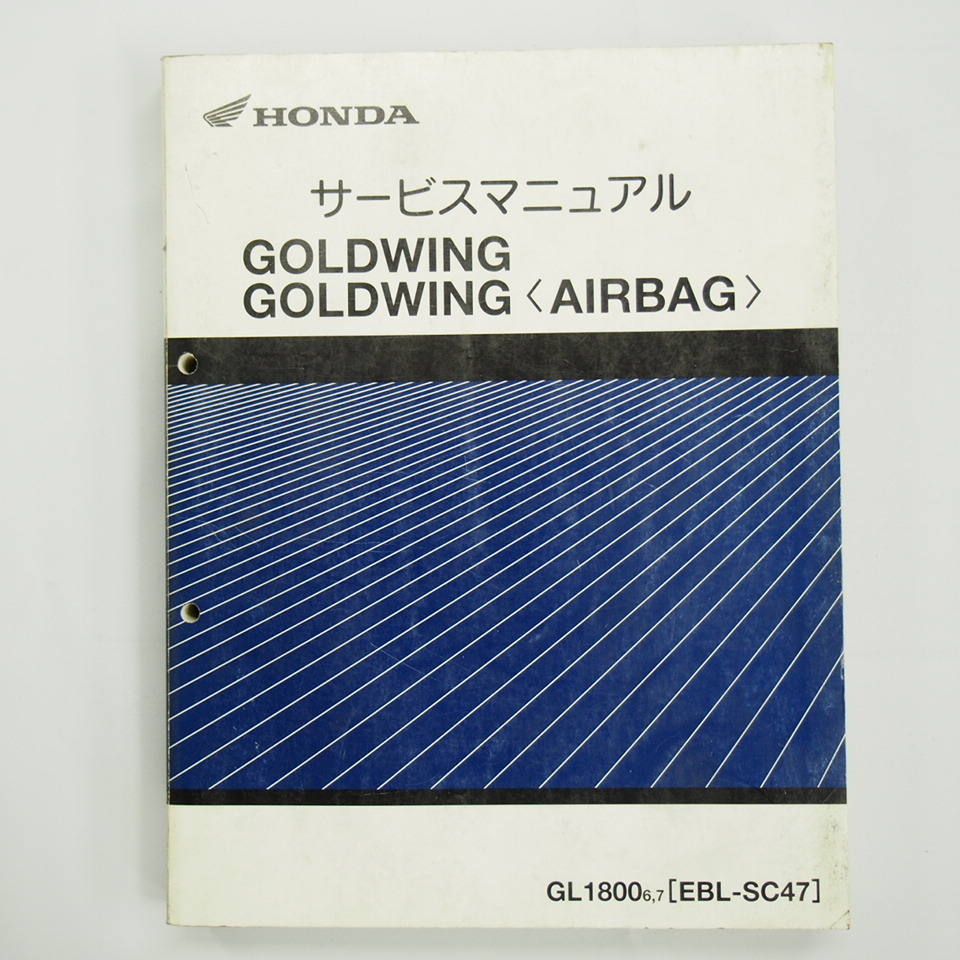 HONDA
サービスマニュアル
GOLDWING
GOLDWING〈AIRBAG〉
GL1800₆,₇[EBL-SC47]